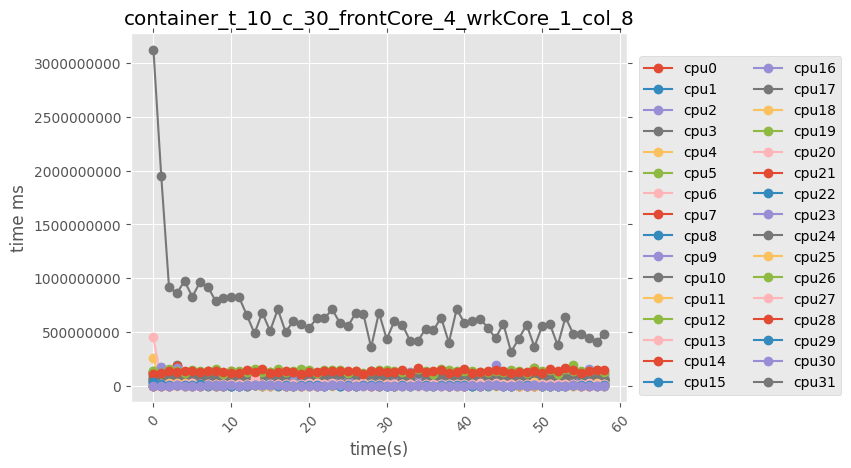 container_t_10_c_30_frontCore_4_wrkCore_1_col_8
time ms
3000000000
2500000000
2000000000
1500000000
1000000000
500000000
0
0
10
20
30
40
50
60
time(s)
cpu0
cpu1
cpu2
cpu3
cpu4
cpu5
cpu6
cpu7
cpu8
cpu9
cpu10
cpu11
cpu12
cpu13
cpu14
cpu15
cpu16
cpu17
cpu18
cpu19
cpu20
cpu21
cpu22
cpu23
cpu24
cpu25
cpu26
cpu27
cpu28
cpu29
cpu30
cpu31